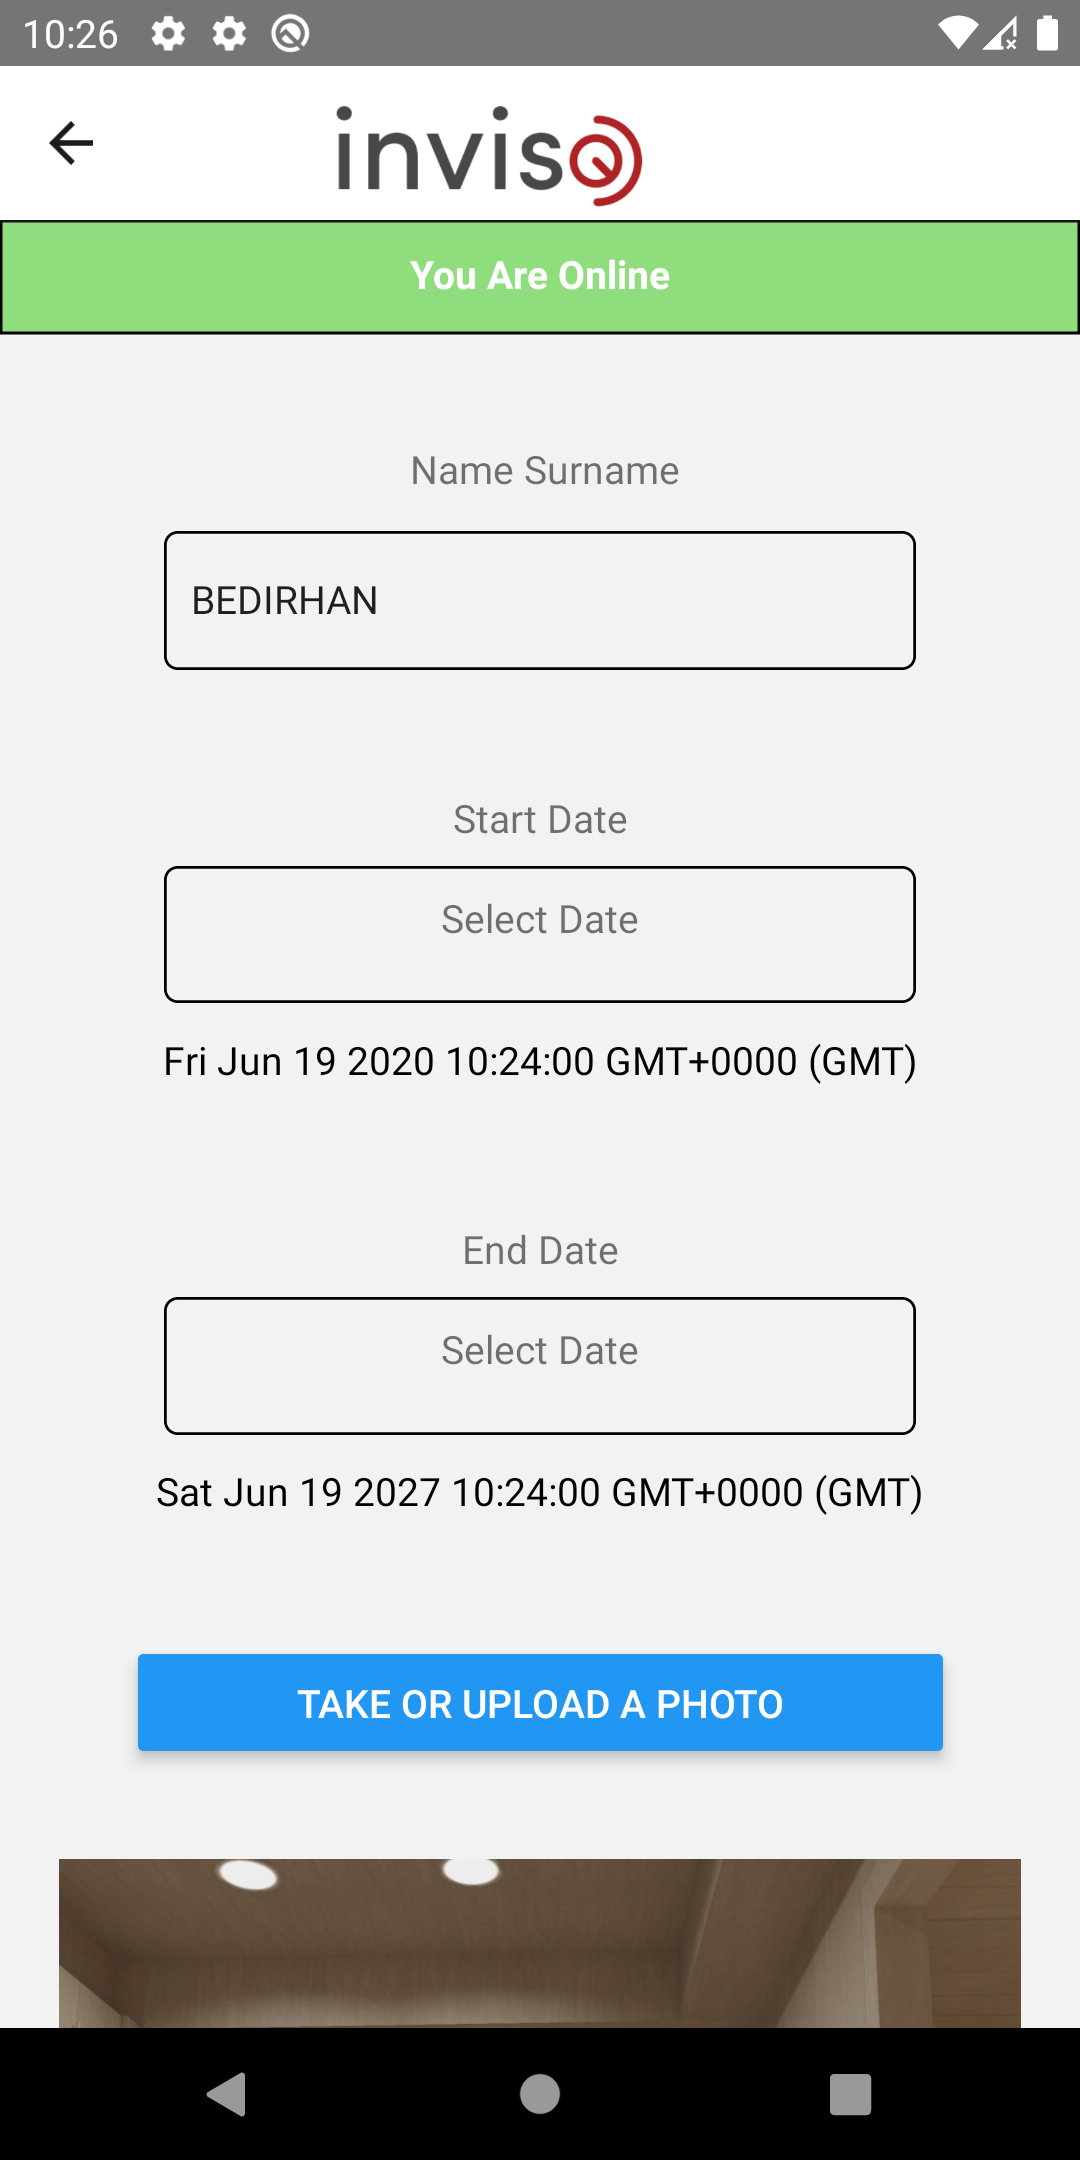 10:26
inviso
You Are Online
Name Surname
BEDIRHAN
Start Date
Select Date
Fri Jun 19 2020 10:24:00 GMT+0000 (GMT)
End Date
Select Date
Sat Jun 19 2027 10:24:00 GMT+0000 (GMT)
TAKE OR UPLOAD A PHOTO